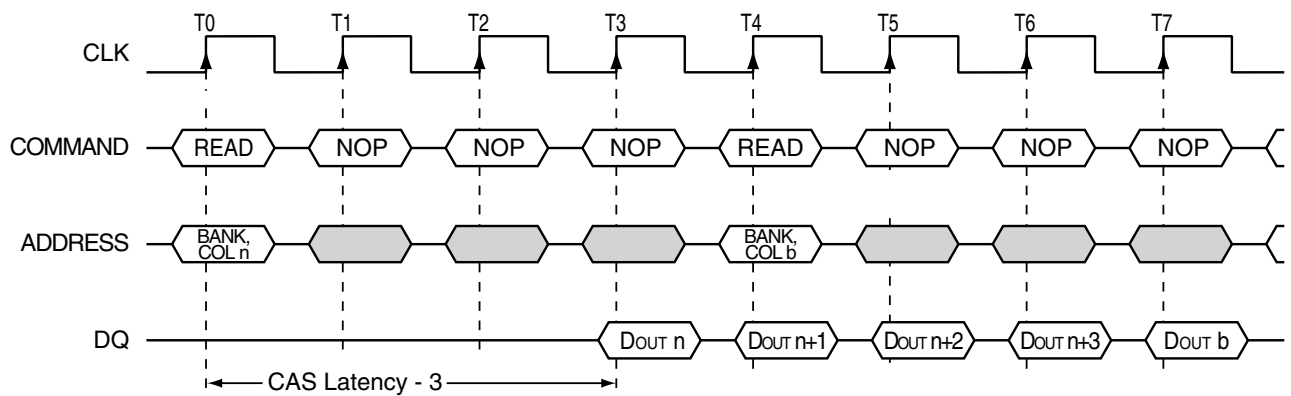 T0 T1 T2 T3 T4 T5 T6 T7
CLK
COMMAND READ NOP NOP NOP READ NOP NOP NOP
ADDRESS BANK, COL n BANK, COL b
DQ DOUT n DOUT n+1 DOUT n+2 DOUT n+3 DOUT b
CAS Latency - 3